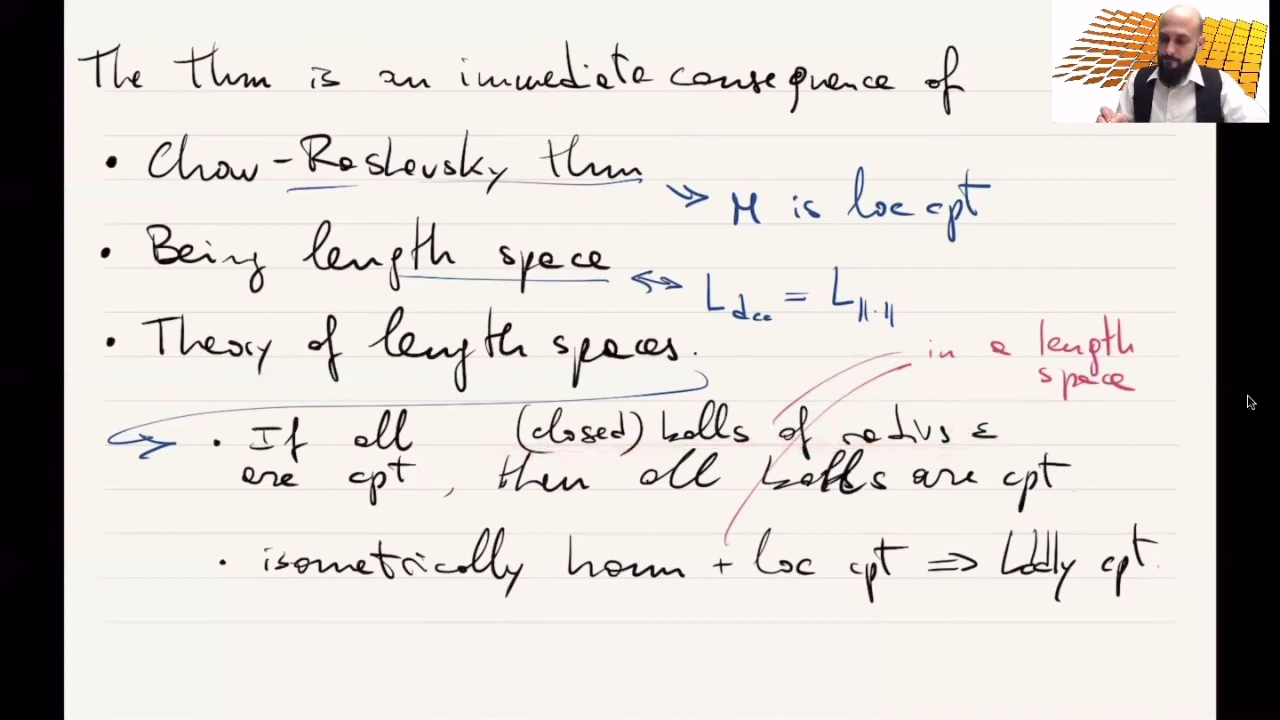 The thm is an immediate consequence of
• Chow-Rashevsky thm
→ M is loc cpt
• Being length space
↔ L_dcc = L_||·||
• Theory of length spaces.
in a length
space
→ • If all (closed) balls of radius ε
are cpt, then all balls are cpt
• isometrically hom + loc cpt ⇒ bddly cpt.